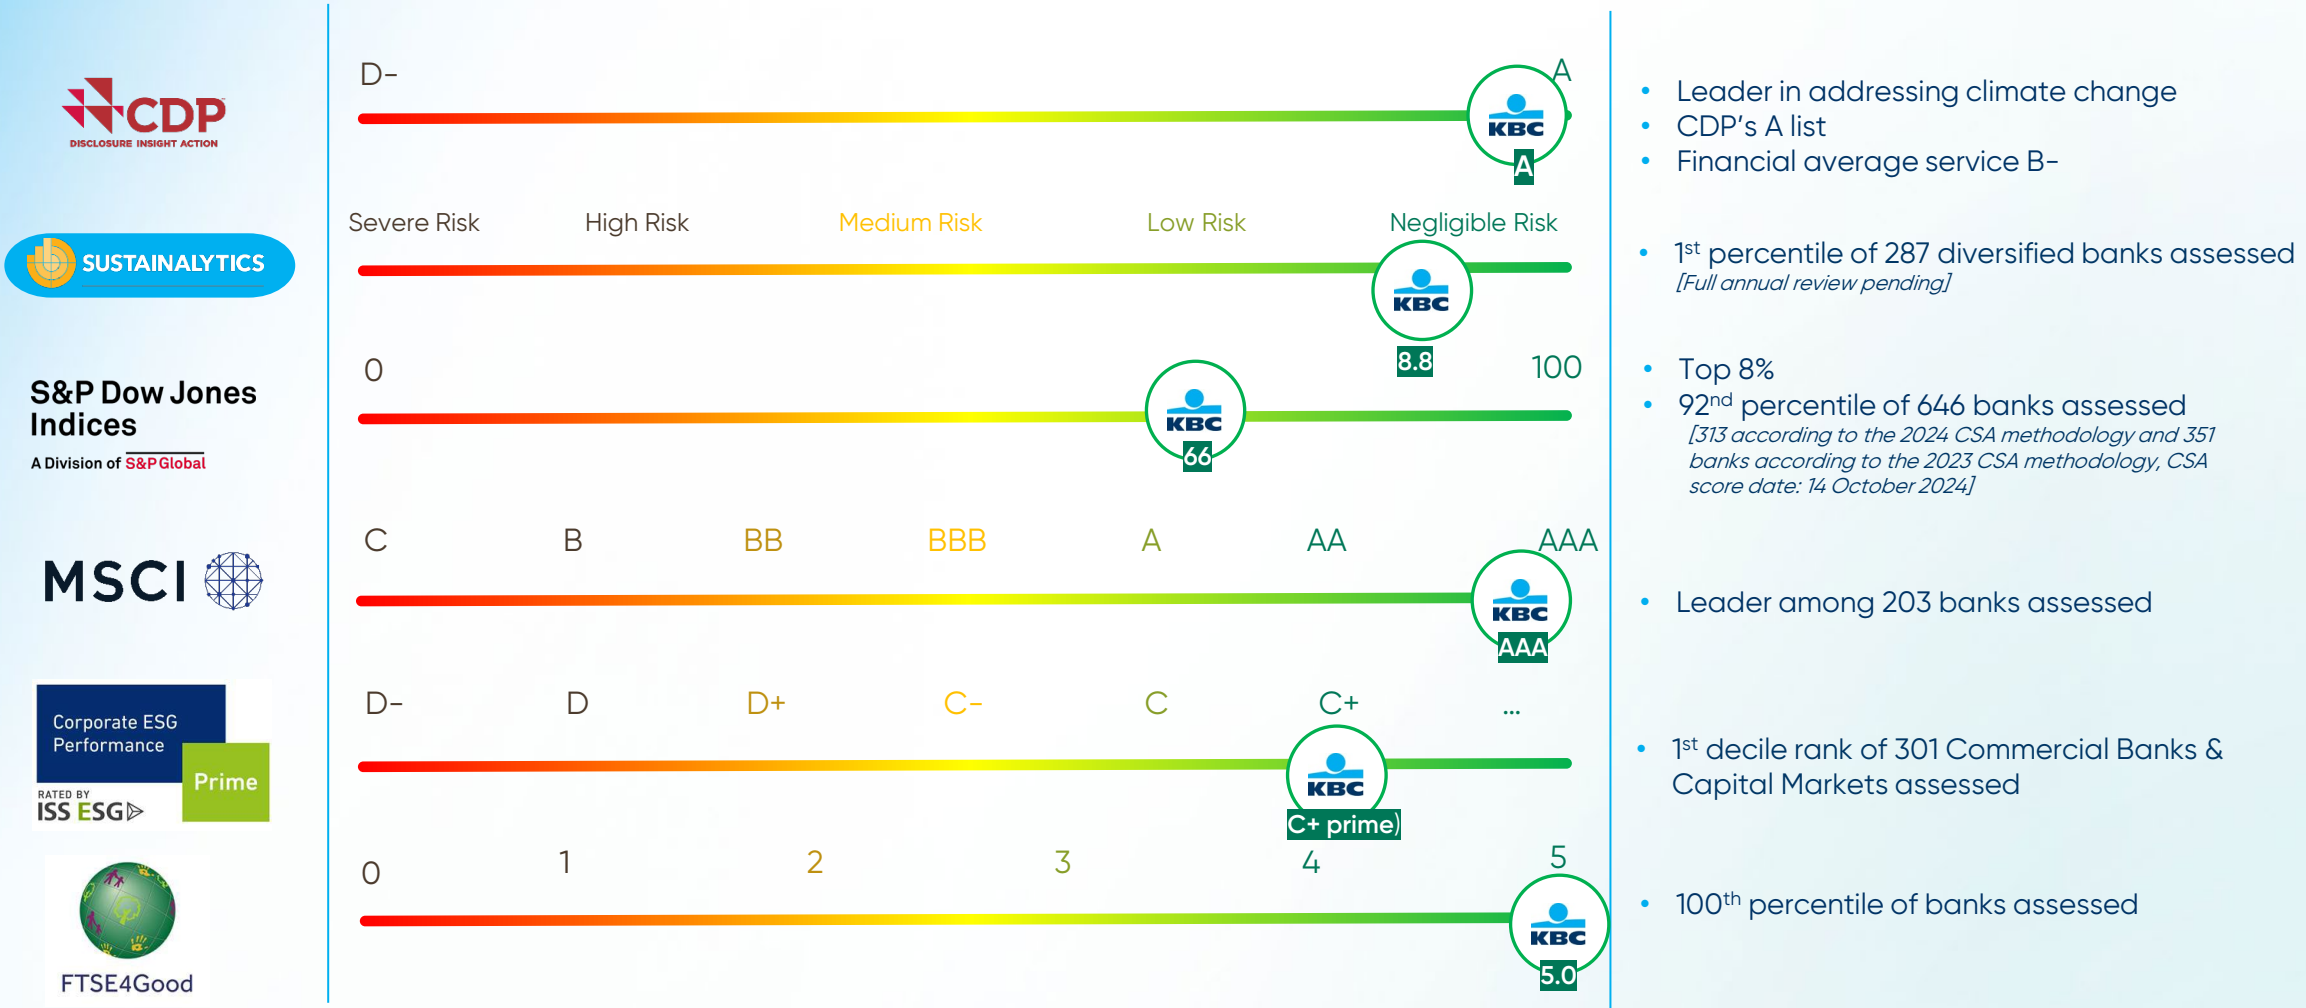 CDP
DISCLOSURE INSIGHT ACTION
D-
A
KBC
A
• Leader in addressing climate change
• CDP's A list
• Financial average service B-
SUSTAINALYTICS
Severe Risk
High Risk
Medium Risk
Low Risk
Negligible Risk
KBC
8.8
• 1st percentile of 287 diversified banks assessed
[Full annual review pending]
S&P Dow Jones
Indices
A Division of S&P Global
0
100
KBC
66
• Top 8%
• 92nd percentile of 646 banks assessed
[313 according to the 2024 CSA methodology and 351
banks according to the 2023 CSA methodology, CSA
score date: 14 October 2024]
MSCI
C
B
BB
BBB
A
AA
AAA
KBC
AAA
• Leader among 203 banks assessed
Corporate ESG
Performance
Prime
RATED BY
ISS ESG
D-
D
D+
C-
C
C+
...
KBC
C+ prime)
• 1st decile rank of 301 Commercial Banks &
Capital Markets assessed
FTSE4Good
0
1
2
3
4
5
KBC
5.0
• 100th percentile of banks assessed